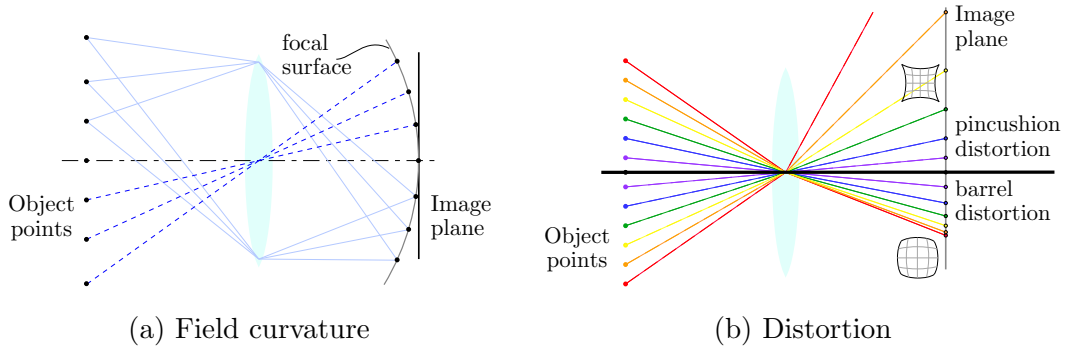 focal
surface
Object
points
Image
plane
(a) Field curvature
Image
plane
pincushion
distortion
barrel
distortion
Object
points
(b) Distortion